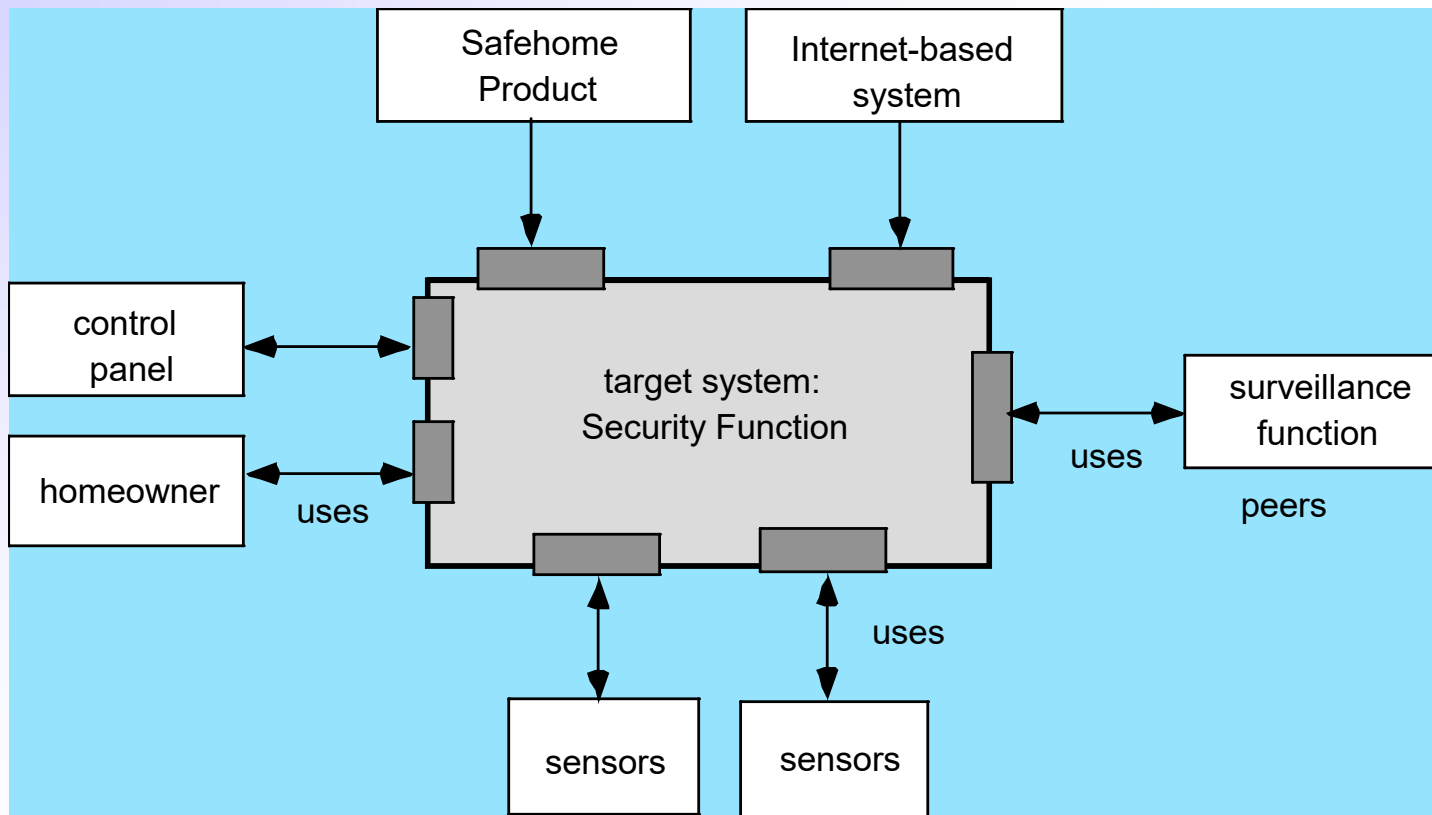 Safehome
Product
Internet-based
system
control
panel
target system:
Security Function
surveillance
function
uses
homeowner
uses
peers
uses
sensors
sensors